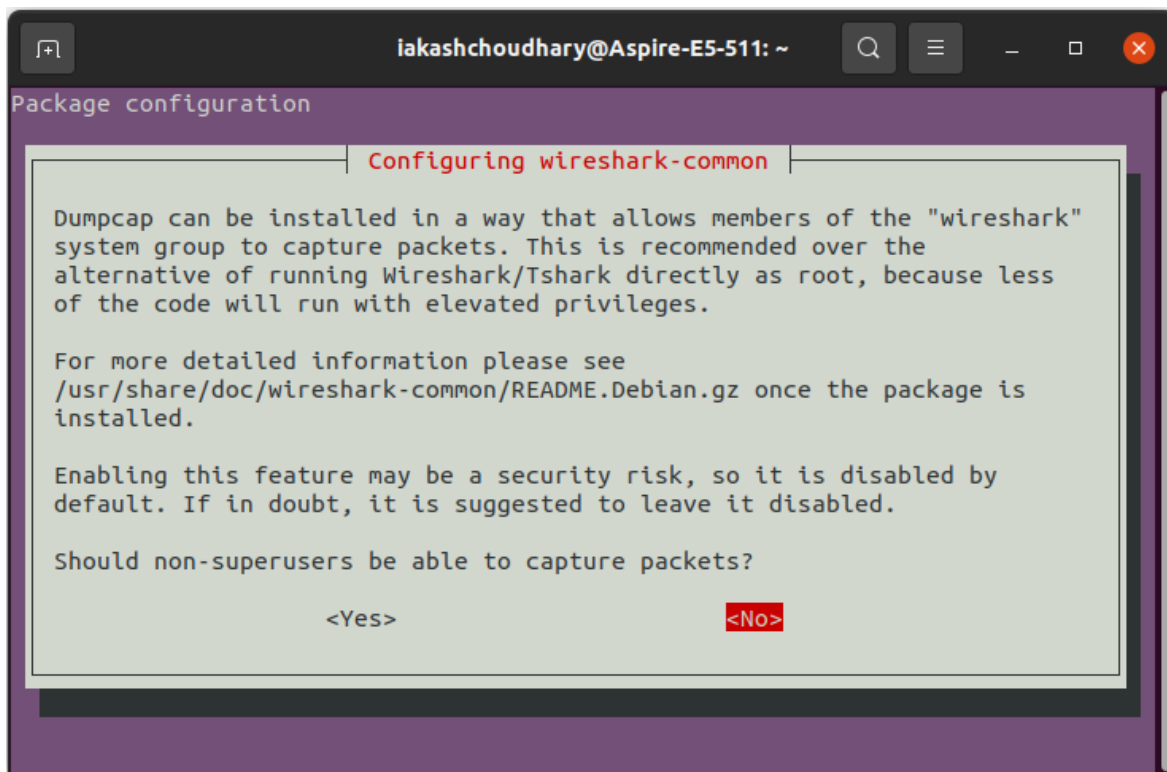 iakashchoudhary@Aspire-E5-511: ~
Package configuration
Configuring wireshark-common
Dumpcap can be installed in a way that allows members of the "wireshark"
system group to capture packets. This is recommended over the
alternative of running Wireshark/Tshark directly as root, because less
of the code will run with elevated privileges.
For more detailed information please see
/usr/share/doc/wireshark-common/README.Debian.gz once the package is
installed.
Enabling this feature may be a security risk, so it is disabled by
default. If in doubt, it is suggested to leave it disabled.
Should non-superusers be able to capture packets?
<Yes> <No>